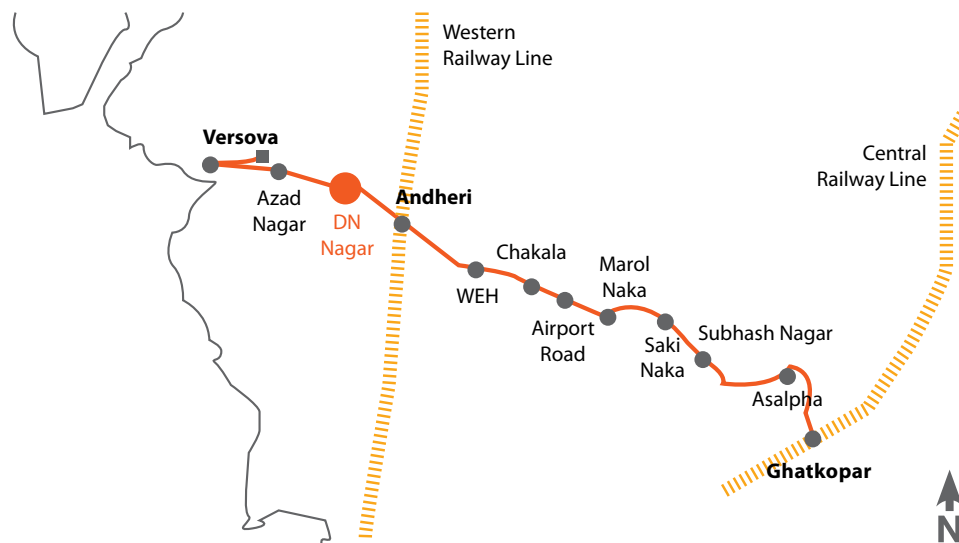 Western
Railway Line
Versova
Central
Railway Line
Azad
Nagar
DN
Nagar
Andheri
Chakala
WEH
Marol
Naka
Airport
Road
Saki
Naka
Subhash Nagar
Asalpha
Ghatkopar
N